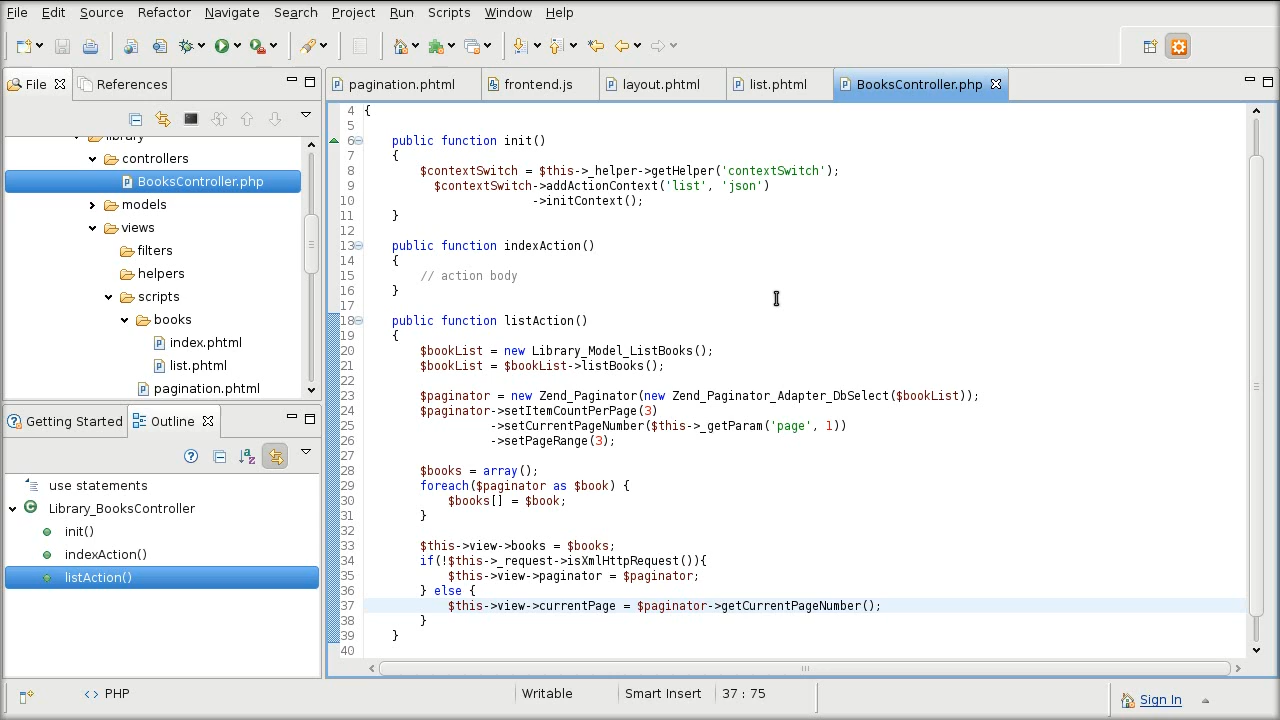 File Edit Source Refactor Navigate Search Project Run Scripts Window Help
File References
pagination.phtml frontend.js layout.phtml list.phtml BooksController.php
controllers
BooksController.php
models
views
filters
helpers
scripts
books
index.phtml
list.phtml
pagination.phtml
Getting Started Outline
use statements
Library_BooksController
init()
indexAction()
listAction()
4 {
5
6 public function init()
7 {
8 $contextSwitch = $this->_helper->getHelper('contextSwitch');
9 $contextSwitch->addActionContext('list', 'json')
10 ->initContext();
11 }
12
13 public function indexAction()
14 {
15 // action body
16 }
17
18 public function listAction()
19 {
20 $bookList = new Library_Model_ListBooks();
21 $bookList = $bookList->listBooks();
22
23 $paginator = new Zend_Paginator(new Zend_Paginator_Adapter_DbSelect($bookList));
24 $paginator->setItemCountPerPage(3)
25 ->setCurrentPageNumber($this->_getParam('page', 1))
26 ->setPageRange(3);
27
28 $books = array();
29 foreach($paginator as $book) {
30 $books[] = $book;
31 }
32
33 $this->view->books = $books;
34 if(!$this->_request->isXmlHttpRequest()){
35 $this->view->paginator = $paginator;
36 } else {
37 $this->view->currentPage = $paginator->getCurrentPageNumber();
38 }
39 }
40
<> PHP Writable Smart Insert 37 : 75 Sign In